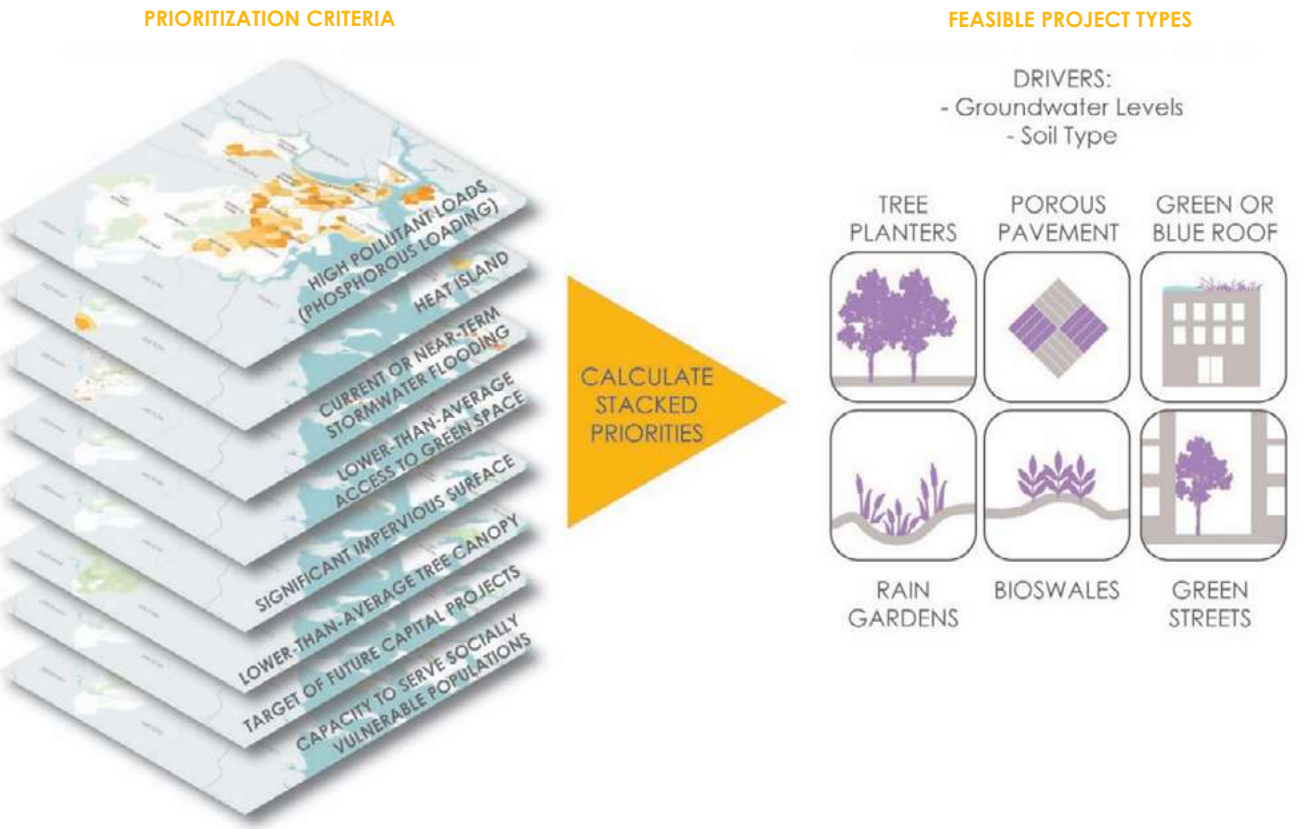 PRIORITIZATION CRITERIA
HIGH POLLUTANT LOADS
(PHOSPHOROUS LOADING)
HEAT ISLAND
CURRENT OR NEAR-TERM
STORMWATER FLOODING
LOWER-THAN-AVERAGE
ACCESS TO GREEN SPACE
SIGNIFICANT IMPERVIOUS SURFACE
LOWER-THAN-AVERAGE TREE CANOPY
TARGET OF FUTURE CAPITAL PROJECTS
CAPACITY TO SERVE SOCIALLY
VULNERABLE POPULATIONS
CALCULATE
STACKED
PRIORITIES
FEASIBLE PROJECT TYPES
DRIVERS:
- Groundwater Levels
- Soil Type
TREE
PLANTERS
POROUS
PAVEMENT
GREEN OR
BLUE ROOF
RAIN
GARDENS
BIOSWALES
GREEN
STREETS